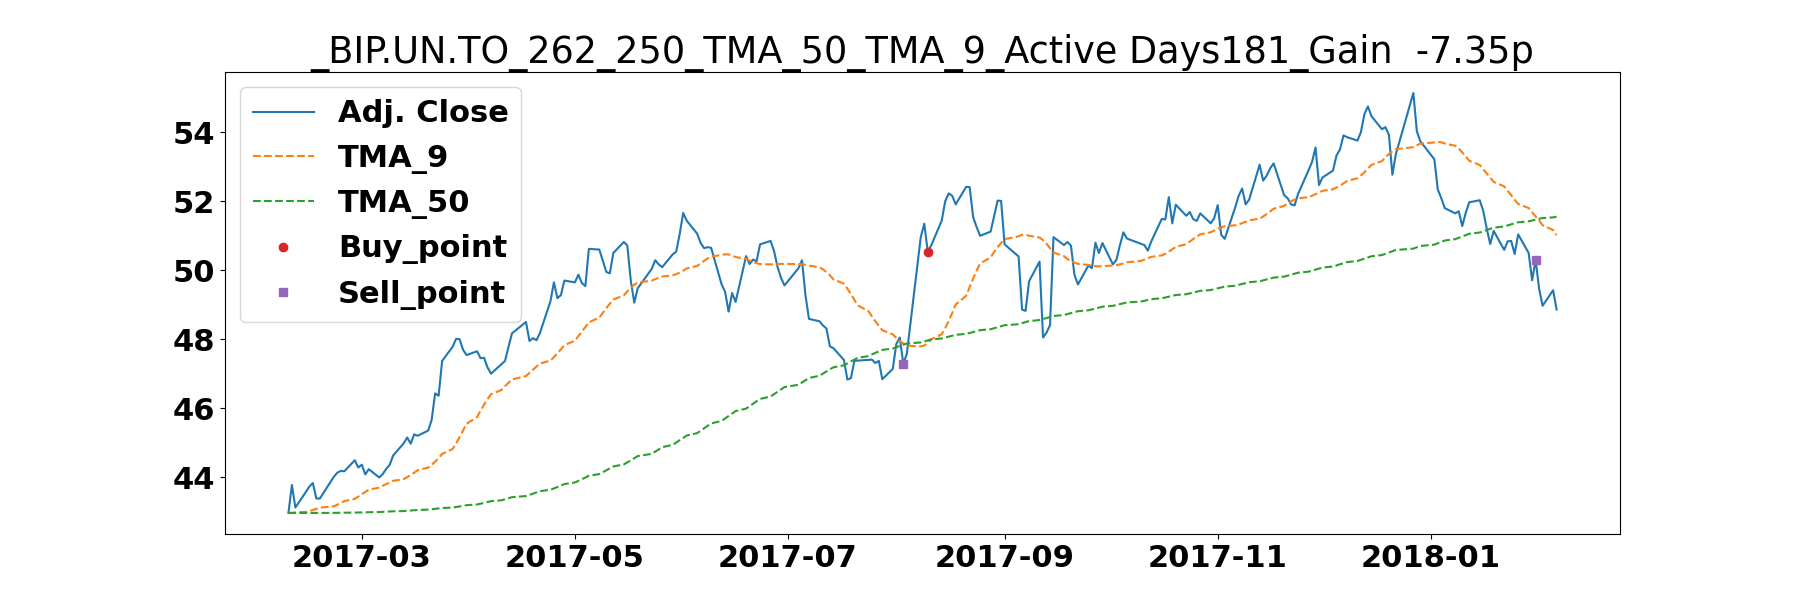 _BIP.UN.TO_262_250_TMA_50_TMA_9_Active Days181_Gain  -7.35p
Adj. Close
TMA_9
TMA_50
Buy_point
Sell_point
54
52
50
48
46
44
2017-03 2017-05 2017-07 2017-09 2017-11 2018-01